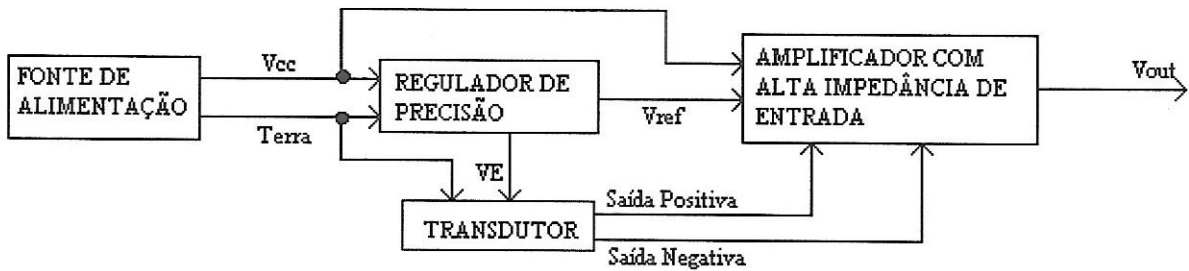 FONTE DE
ALIMENTAÇÃO
Vcc
Terra
REGULADOR DE
PRECISÃO
Vref
VE
AMPLIFICADOR COM
ALTA IMPEDÂNCIA DE
ENTRADA
Vout
TRANSDUTOR
Saída Positiva
Saída Negativa